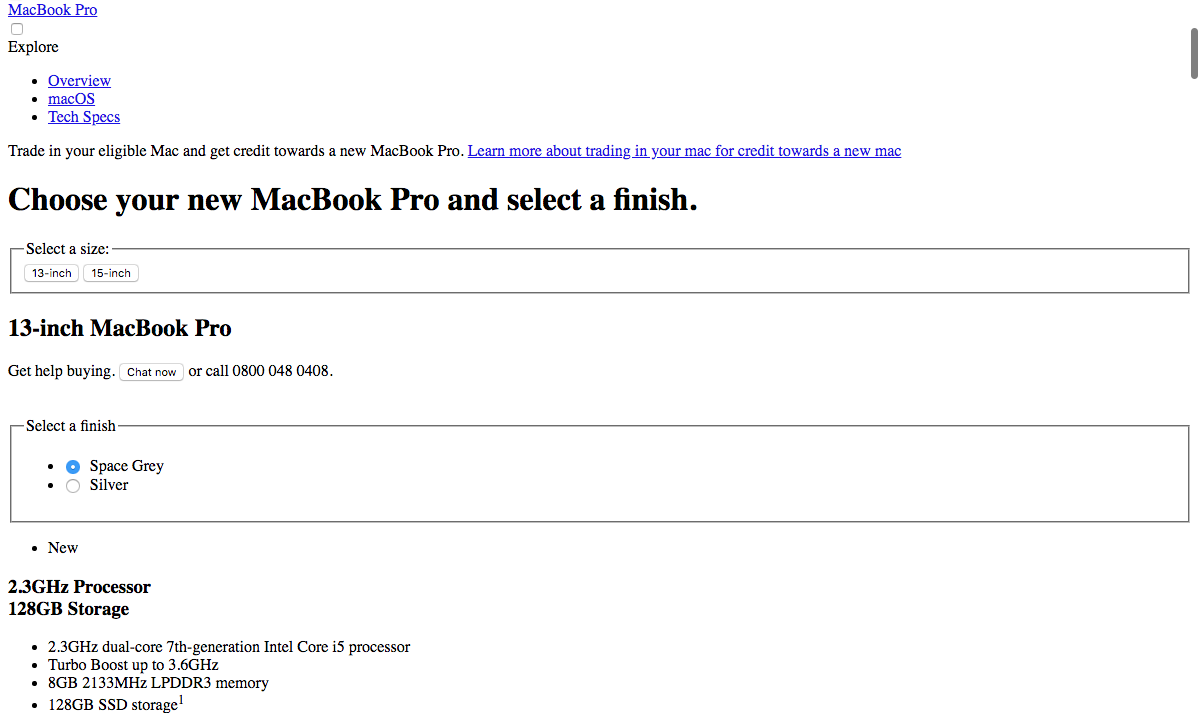 MacBook Pro
Explore
Overview
macOS
Tech Specs
Trade in your eligible Mac and get credit towards a new MacBook Pro. Learn more about trading in your mac for credit towards a new mac
Choose your new MacBook Pro and select a finish.
Select a size:
13-inch 15-inch
13-inch MacBook Pro
Get help buying. Chat now or call 0800 048 0408.
Select a finish
Space Grey
Silver
New
2.3GHz Processor
128GB Storage
2.3GHz dual-core 7th-generation Intel Core i5 processor
Turbo Boost up to 3.6GHz
8GB 2133MHz LPDDR3 memory
128GB SSD storage1